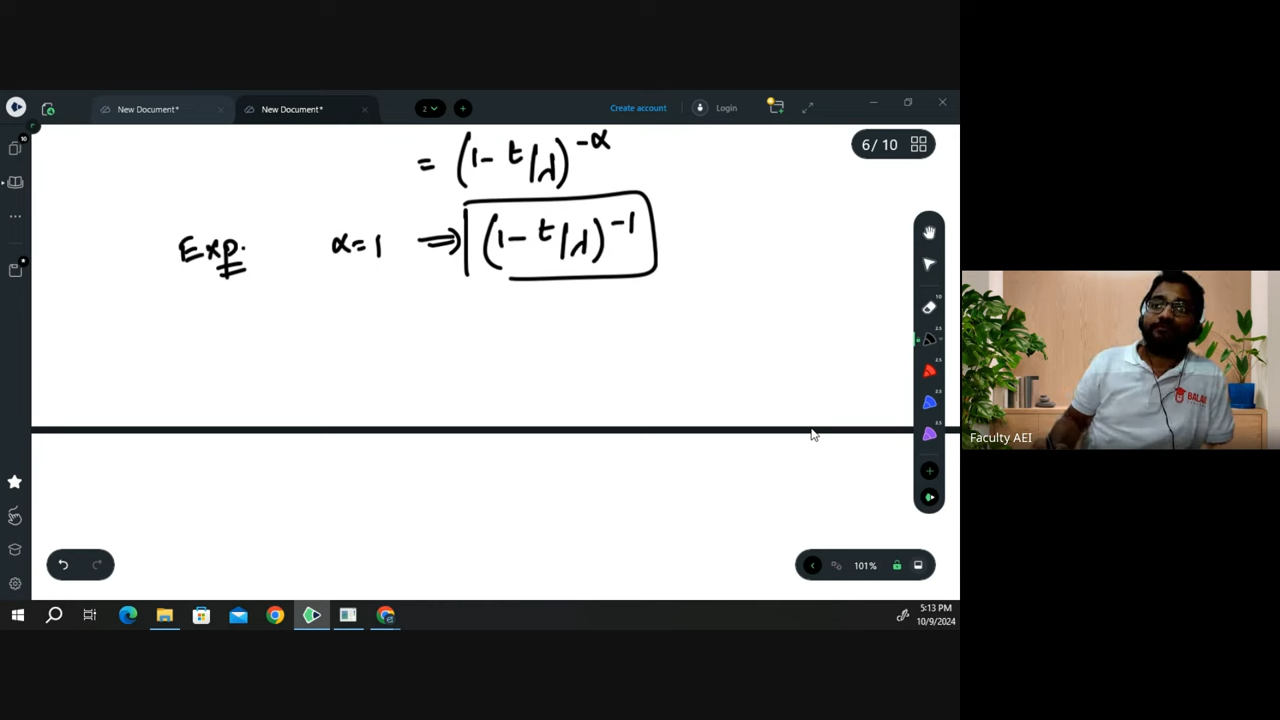 New Document*
New Document*
2
Create account
Login
= (1 - t/λ)^-α
6 / 10
Exp. α = 1 ⇒ (1 - t/λ)^-1
Faculty AEI
101%
5:13 PM
10/9/2024